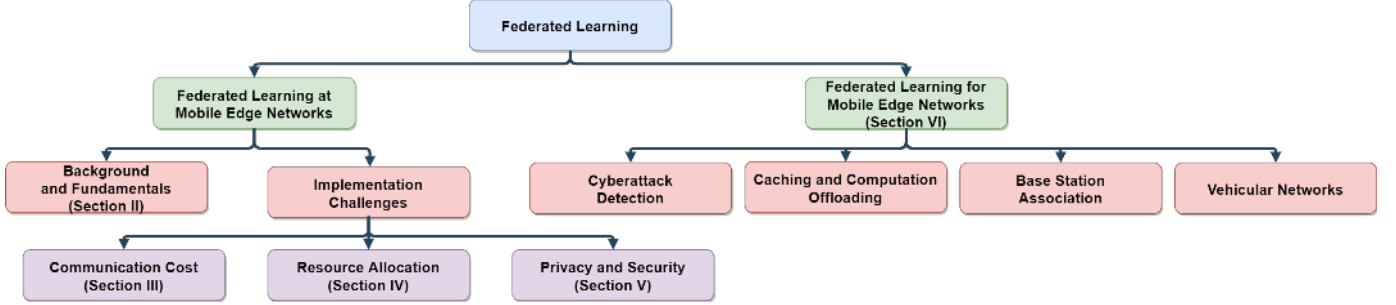 Federated Learning
Federated Learning at
Mobile Edge Networks
Federated Learning for
Mobile Edge Networks
(Section VI)
Background
and Fundamentals
(Section II)
Implementation
Challenges
Cyberattack
Detection
Caching and Computation
Offloading
Base Station
Association
Vehicular Networks
Communication Cost
(Section III)
Resource Allocation
(Section IV)
Privacy and Security
(Section V)